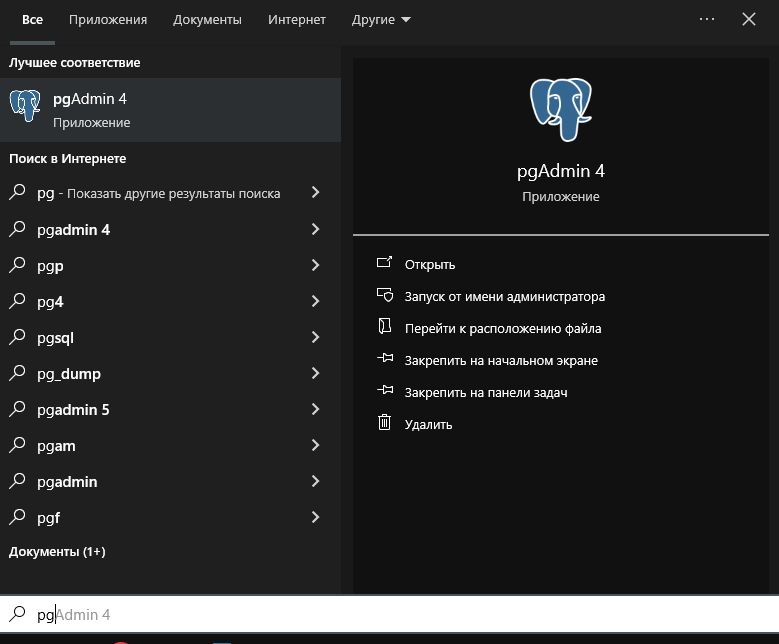 Все Приложения Документы Интернет Другие
Лучшее соответствие
pgAdmin 4
Приложение
Поиск в Интернете
pg - Показать другие результаты поиска
pgadmin 4
pgp
pg4
pgsql
pg_dump
pgadmin 5
pgam
pgadmin
pgf
Документы (1+)
pgAdmin 4
Приложение
Открыть
Запуск от имени администратора
Перейти к расположению файла
Закрепить на начальном экране
Закрепить на панели задач
Удалить
pgAdmin 4